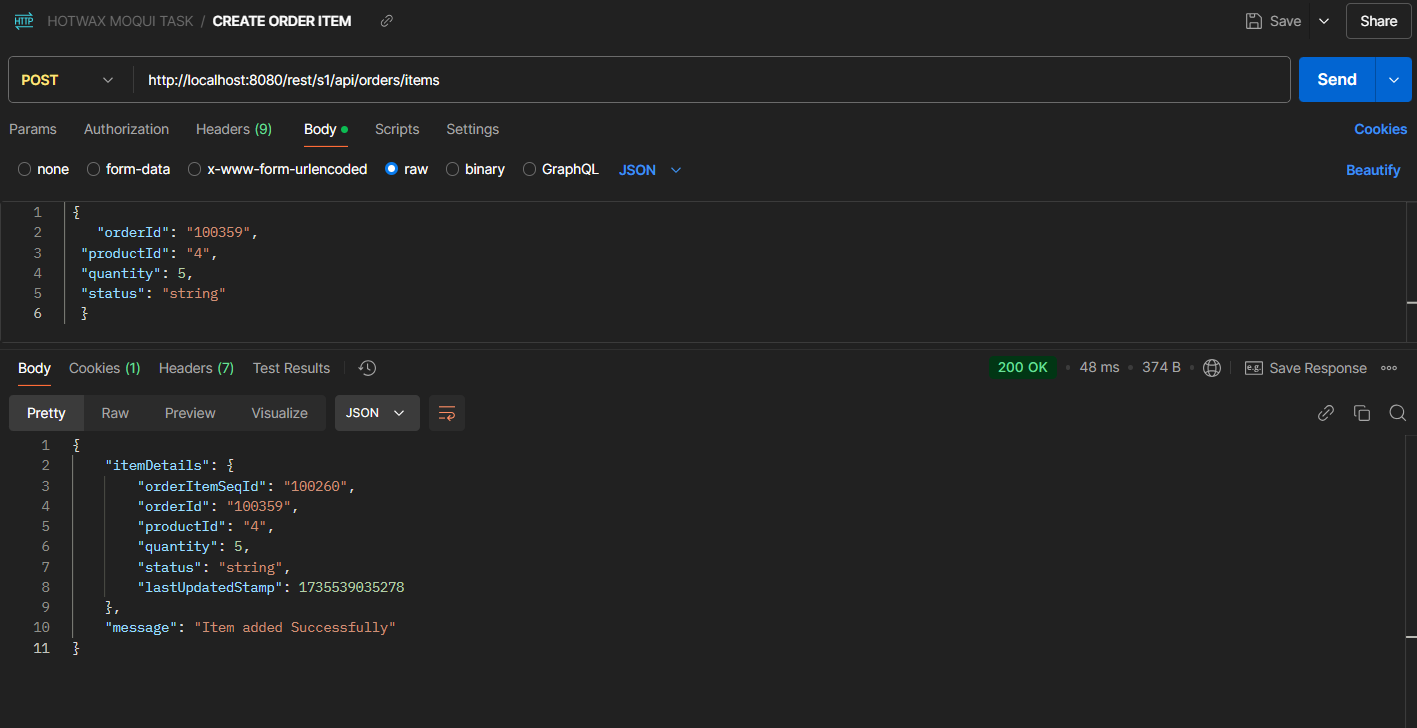 HTTP HOTWAX MOQUI TASK / CREATE ORDER ITEM Save Share
POST http://localhost:8080/rest/s1/api/orders/items Send
Params Authorization Headers (9) Body Scripts Settings Cookies
none form-data x-www-form-urlencoded raw binary GraphQL JSON Beautify
1 {
2 "orderId": "100359",
3 "productId": "4",
4 "quantity": 5,
5 "status": "string"
6 }
Body Cookies (1) Headers (7) Test Results 200 OK • 48 ms • 374 B • e.g. Save Response
Pretty Raw Preview Visualize JSON
1 {
2 "itemDetails": {
3 "orderItemSeqId": "100260",
4 "orderId": "100359",
5 "productId": "4",
6 "quantity": 5,
7 "status": "string",
8 "lastUpdatedStamp": 1735539035278
9 },
10 "message": "Item added Successfully"
11 }